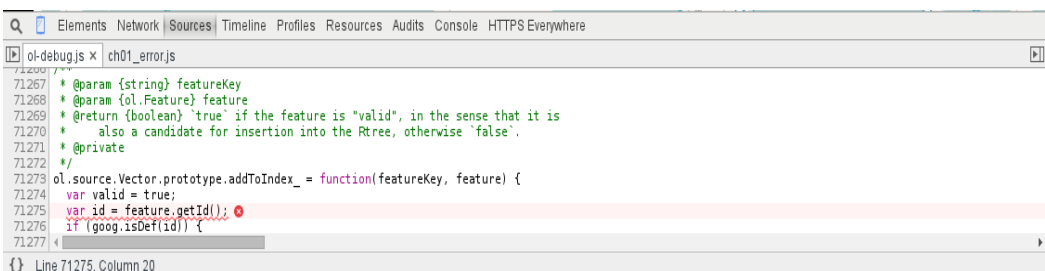 Elements Network Sources Timeline Profiles Resources Audits Console HTTPS Everywhere
ol-debug.js × ch01_error.js
71266 /**
71267 * @param {string} featureKey
71268 * @param {ol.Feature} feature
71269 * @return {boolean} `true` if the feature is "valid", in the sense that it is
71270 *     also a candidate for insertion into the Rtree, otherwise `false`.
71271 * @private
71272 */
71273 ol.source.Vector.prototype.addToIndex_ = function(featureKey, feature) {
71274   var valid = true;
71275   var id = feature.getId();
71276   if (goog.isDef(id)) {
71277
{} Line 71275, Column 20